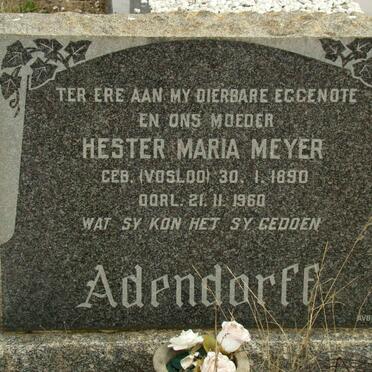 TER ERE AAN MY DIERBARE EGGENOTE
EN ONS MOEDER
HESTER MARIA MEYER
GEB. (VOSLOO) 30. 1. 1890
OORL. 21. 11. 1960
WAT SY KON HET SY GEDOEN
Adendorff